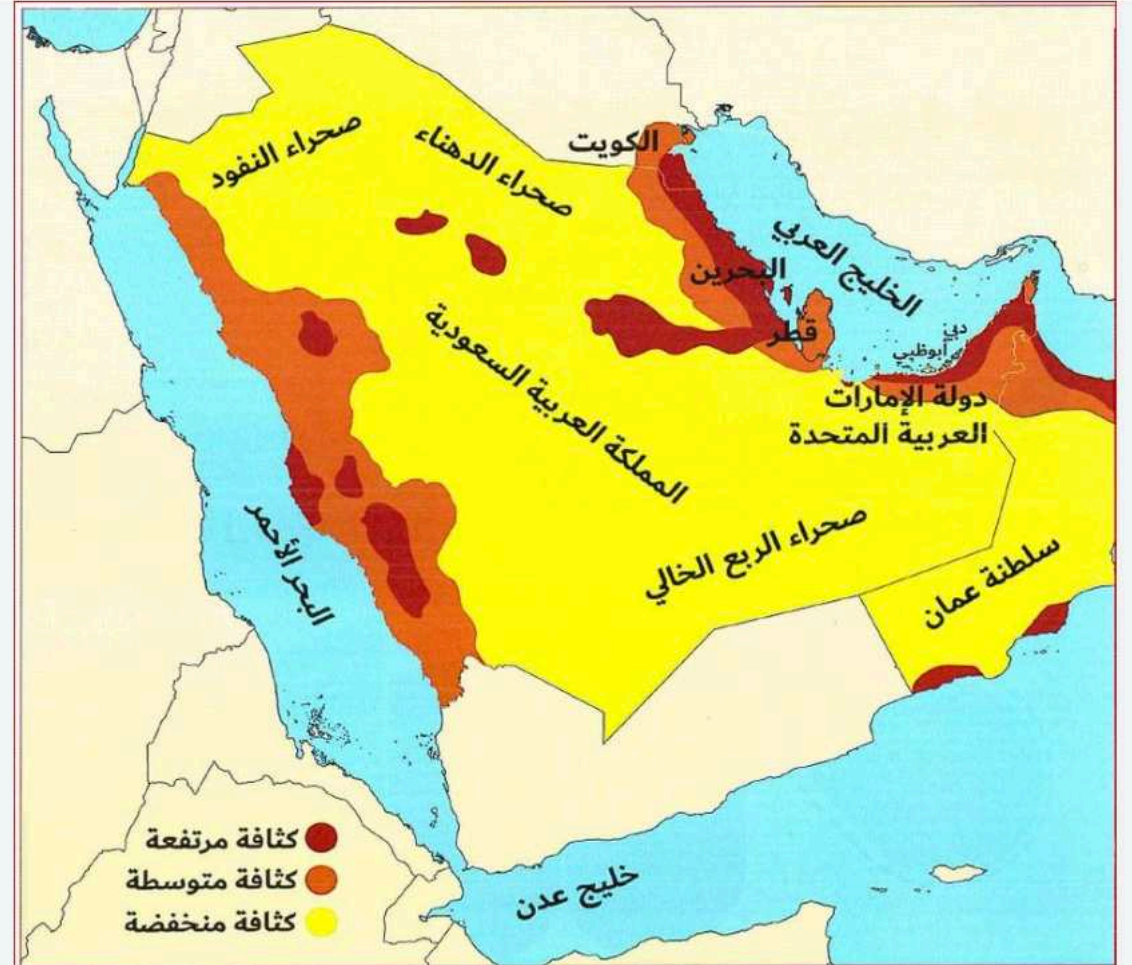 صحراء النفود
صحراء الدهناء
الكويت
الخليج العربي
البحرين
قطر
دبي
أبوظبي
دولة الإمارات
العربية المتحدة
المملكة العربية السعودية
صحراء الربع الخالي
سلطنة عمان
البحر الأحمر
خليج عدن
كثافة مرتفعة
كثافة متوسطة
كثافة منخفضة